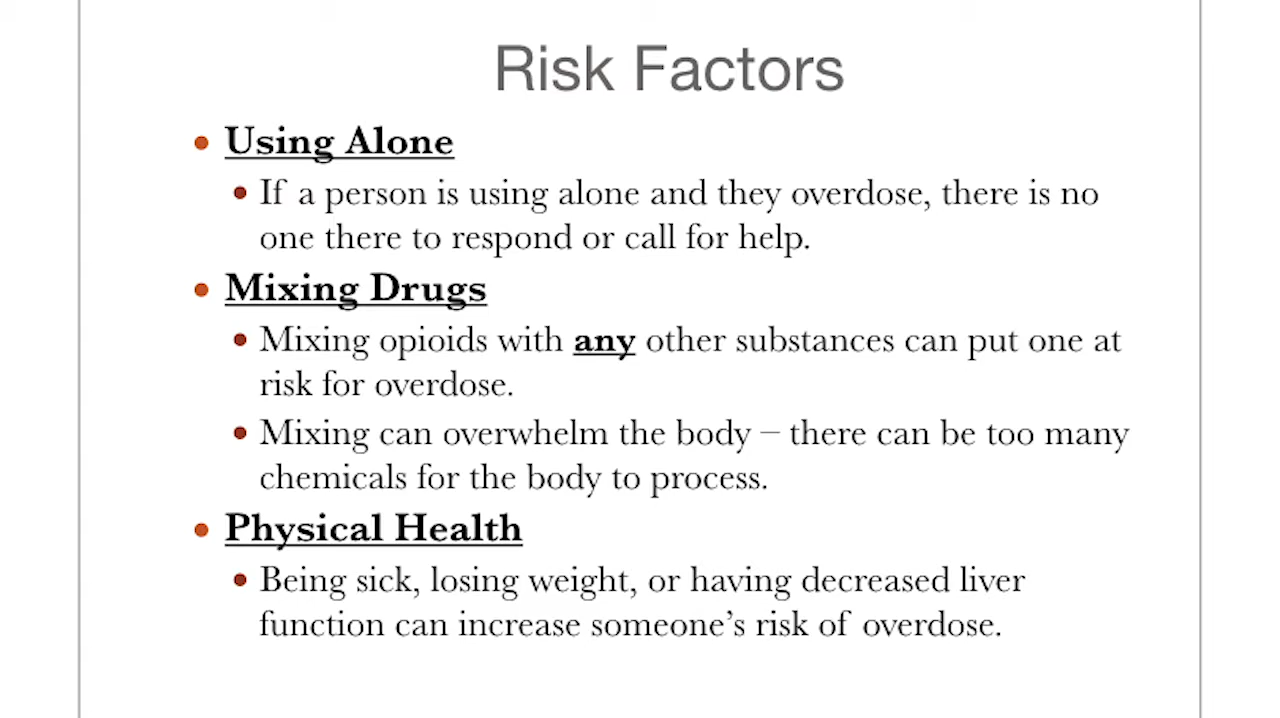 Risk Factors
• Using Alone
• If a person is using alone and they overdose, there is no
one there to respond or call for help.
• Mixing Drugs
• Mixing opioids with any other substances can put one at
risk for overdose.
• Mixing can overwhelm the body – there can be too many
chemicals for the body to process.
• Physical Health
• Being sick, losing weight, or having decreased liver
function can increase someone’s risk of overdose.